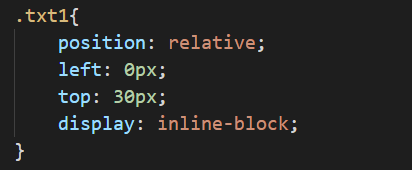 .txt1{
    position: relative;
    left: 0px;
    top: 30px;
    display: inline-block;
}